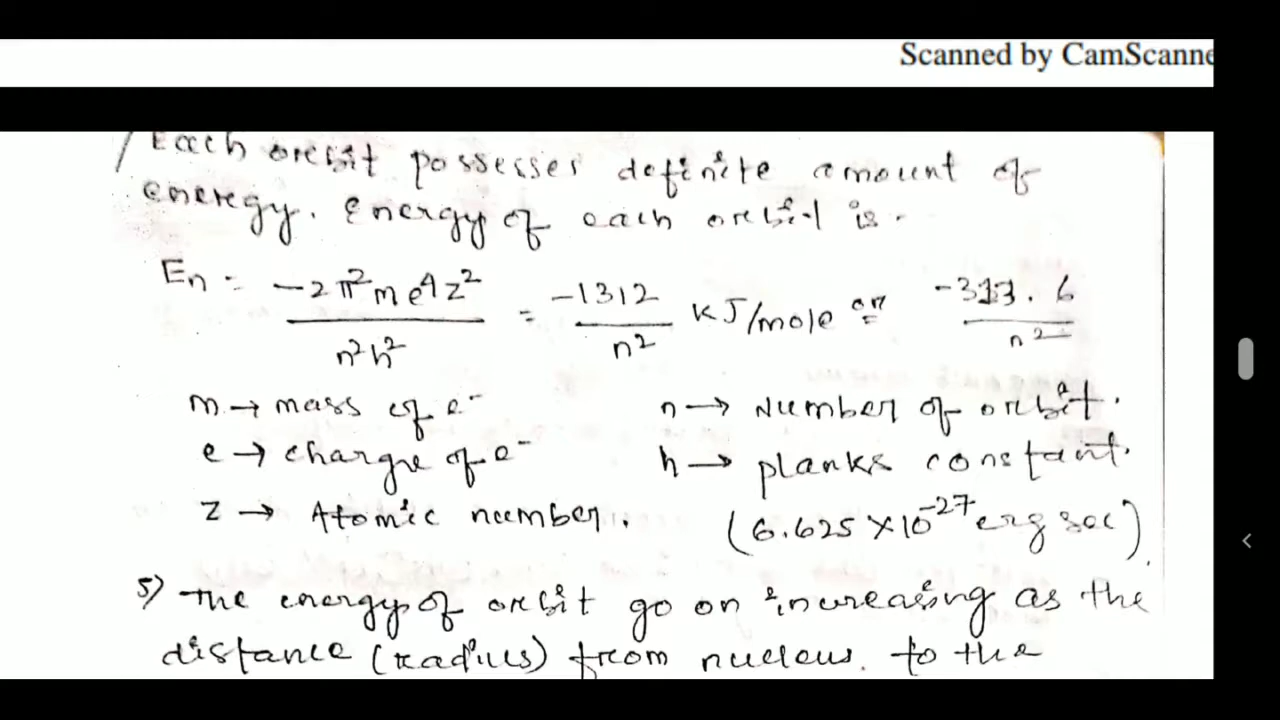 Scanned by CamScanne
Each orbit possesses definite amount of
energy. Energy of each orbit is.
En = -2π²me⁴z² / n²h² = -1312 / n² kJ/mole or -313.6 / n²
m → mass of e⁻ n → Number of orbit.
e → charge of e⁻ h → planks constant.
z → Atomic number. (6.625 × 10⁻²⁷ erg sec)
5) The energy of orbit go on increasing as the
distance (radius) from nucleus. to the